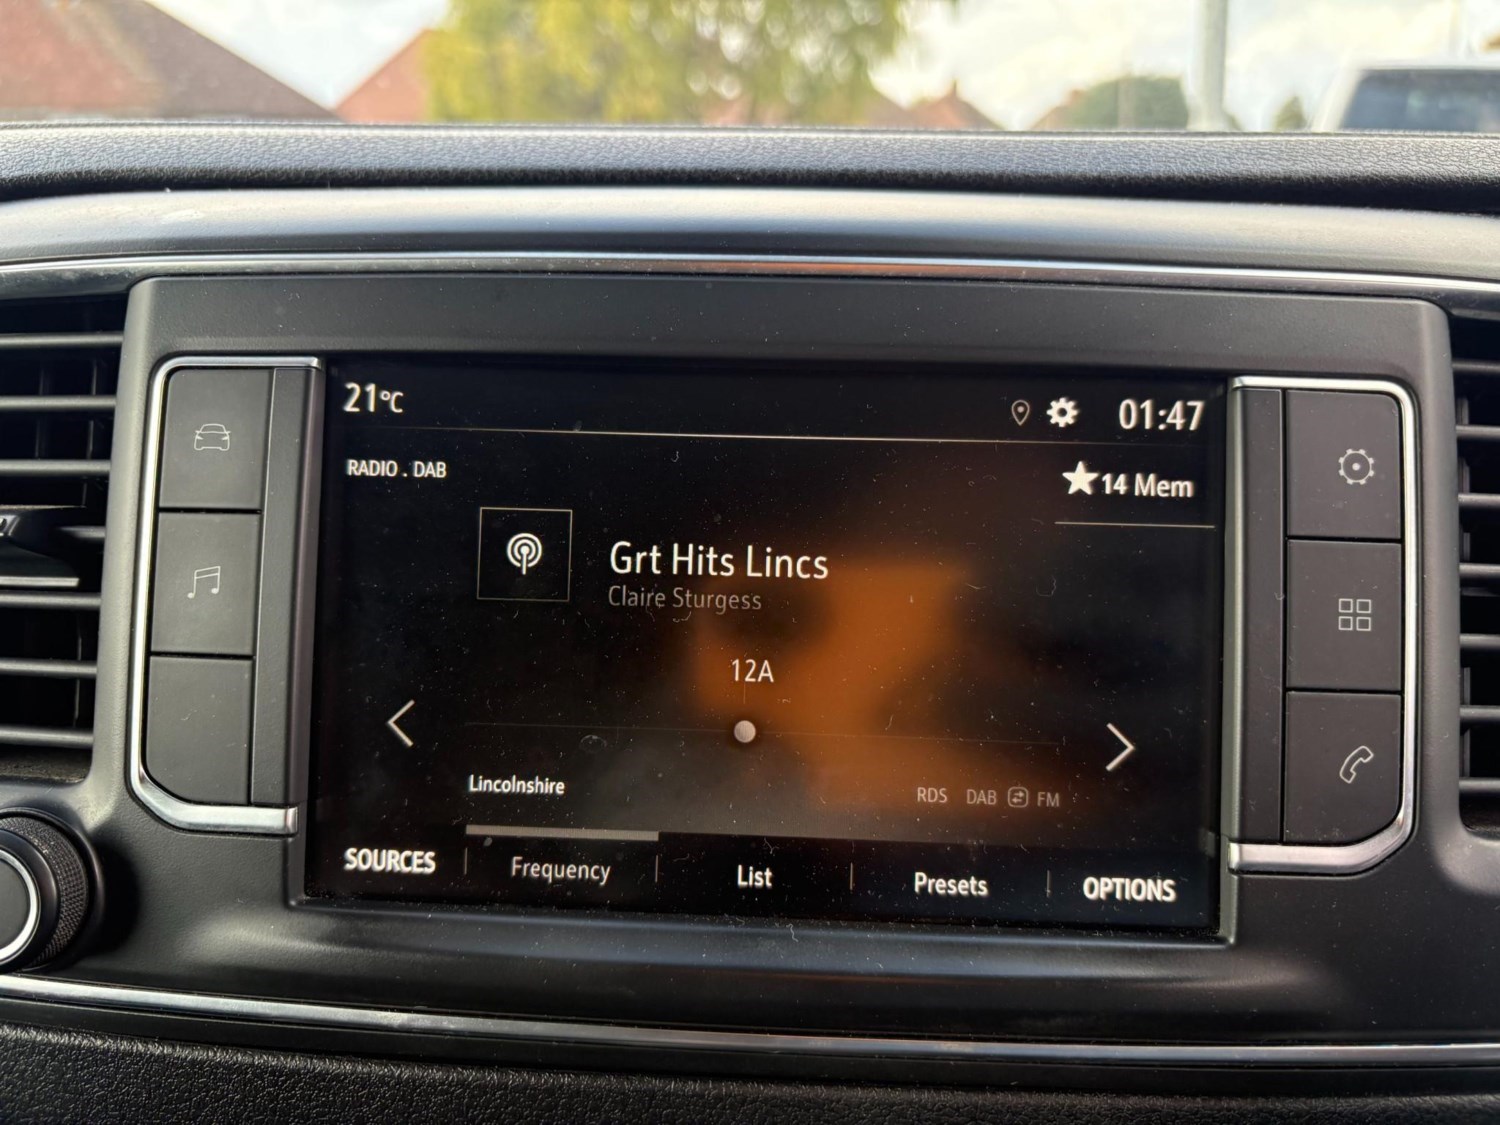 21°C
01:47
RADIO . DAB
14 Mem
Grt Hits Lincs
Claire Sturgess
12A
Lincolnshire
RDS DAB FM
SOURCES Frequency List Presets OPTIONS